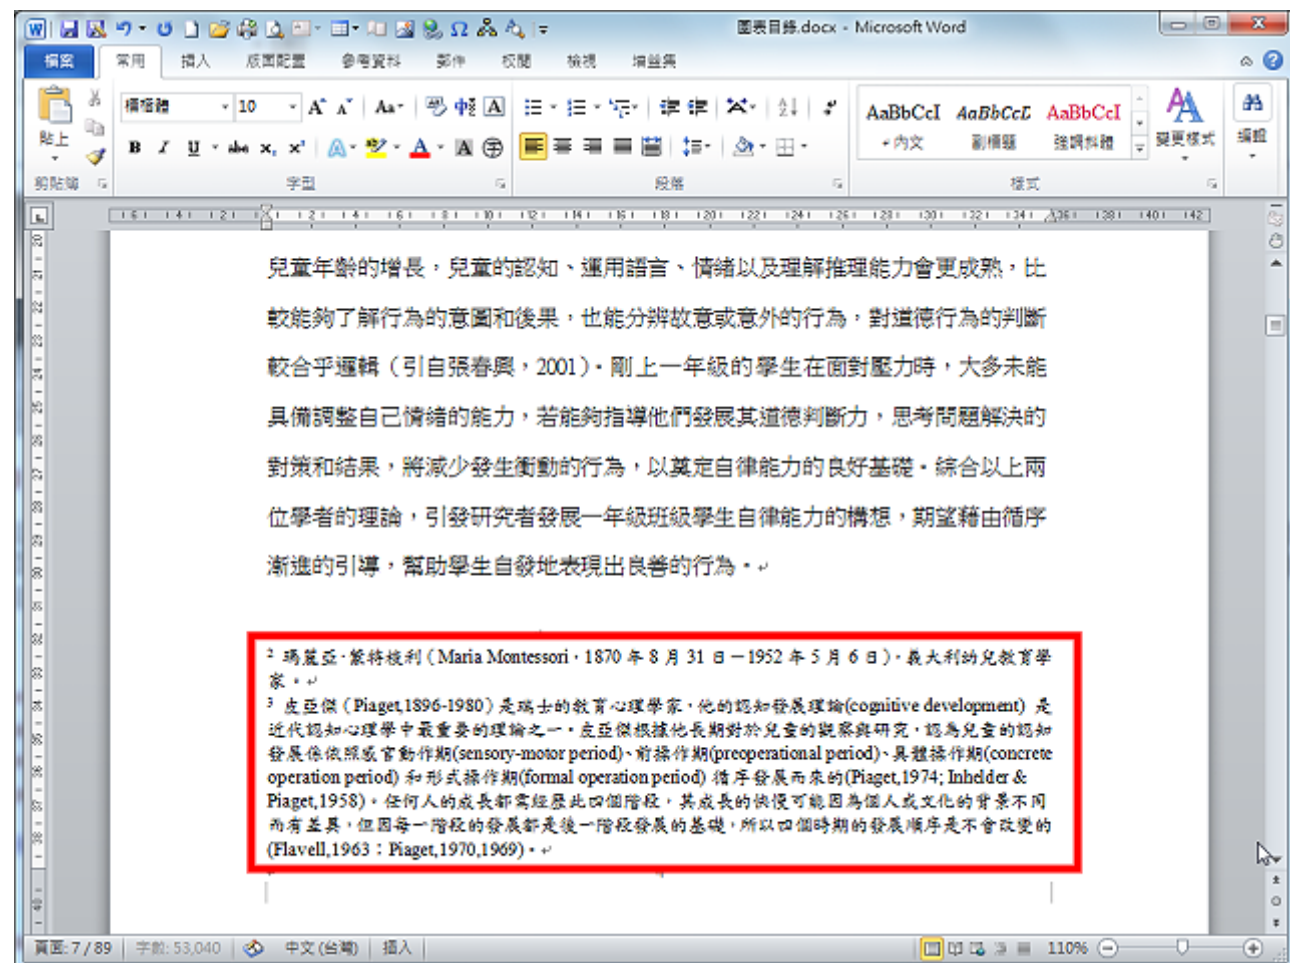 圖表目錄.docx - Microsoft Word
檔案 常用 插入 版面配置 參考資料 郵件 校閱 檢視 增益集
標楷體 10
貼上
AaBbCcI AaBbCcI AaBbCcI
內文 副標題 強調斜體
變更樣式 編輯
剪貼簿 字型 段落 樣式
兒童年齡的增長，兒童的認知、運用語言、情緒以及理解推理能力會更成熟，比
較能夠了解行為的意圖和後果，也能分辨故意或意外的行為，對道德行為的判斷
較合乎邏輯（引自張春興，2001）。剛上一年級的學生在面對壓力時，大多未能
具備調整自己情緒的能力，若能夠指導他們發展其道德判斷力，思考問題解決的
對策和結果，將減少發生衝動的行為，以奠定自律能力的良好基礎。綜合以上兩
位學者的理論，引發研究者發展一年級班級學生自律能力的構想，期望藉由循序
漸進的引導，幫助學生自發地表現出良善的行為。
2 瑪麗亞·蒙特梭利（Maria Montessori，1870 年 8 月 31 日－1952 年 5 月 6 日），義大利幼兒教育學
家。
3 皮亞傑（Piaget,1896-1980）是瑞士的教育心理學家，他的認知發展理論(cognitive development) 是
近代認知心理學中最重要的理論之一。皮亞傑根據他長期對於兒童的觀察與研究，認為兒童的認知
發展係依照感官動作期(sensory-motor period)、前操作期(preoperational period)、具體操作期(concrete
operation period) 和形式操作期(formal operation period) 循序發展而來的(Piaget,1974; Inhelder &
Piaget,1958)。任何人的成長都需經歷此四個階段，其成長的快慢可能因為個人或文化的背景不同
而有差異，但因每一階段的發展都是後一階段發展的基礎，所以四個時期的發展順序是不會改變的
(Flavell,1963；Piaget,1970,1969)。
頁面: 7 / 89 字數: 53,040 中文 (台灣) 插入 110%